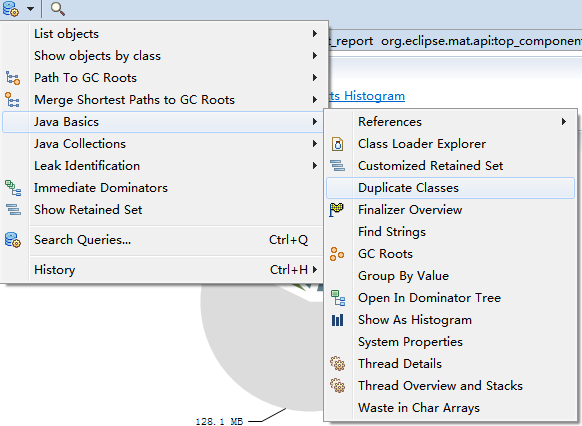 List objects
Show objects by class
t_report org.eclipse.mat.api:top_componen
Path To GC Roots
Merge Shortest Paths to GC Roots
ts Histogram
Java Basics
Java Collections
Leak Identification
Immediate Dominators
Show Retained Set
Search Queries... Ctrl+Q
History Ctrl+H
References
Class Loader Explorer
Customized Retained Set
Duplicate Classes
Finalizer Overview
Find Strings
GC Roots
Group By Value
Open In Dominator Tree
Show As Histogram
System Properties
Thread Details
Thread Overview and Stacks
Waste in Char Arrays
128.1 MB